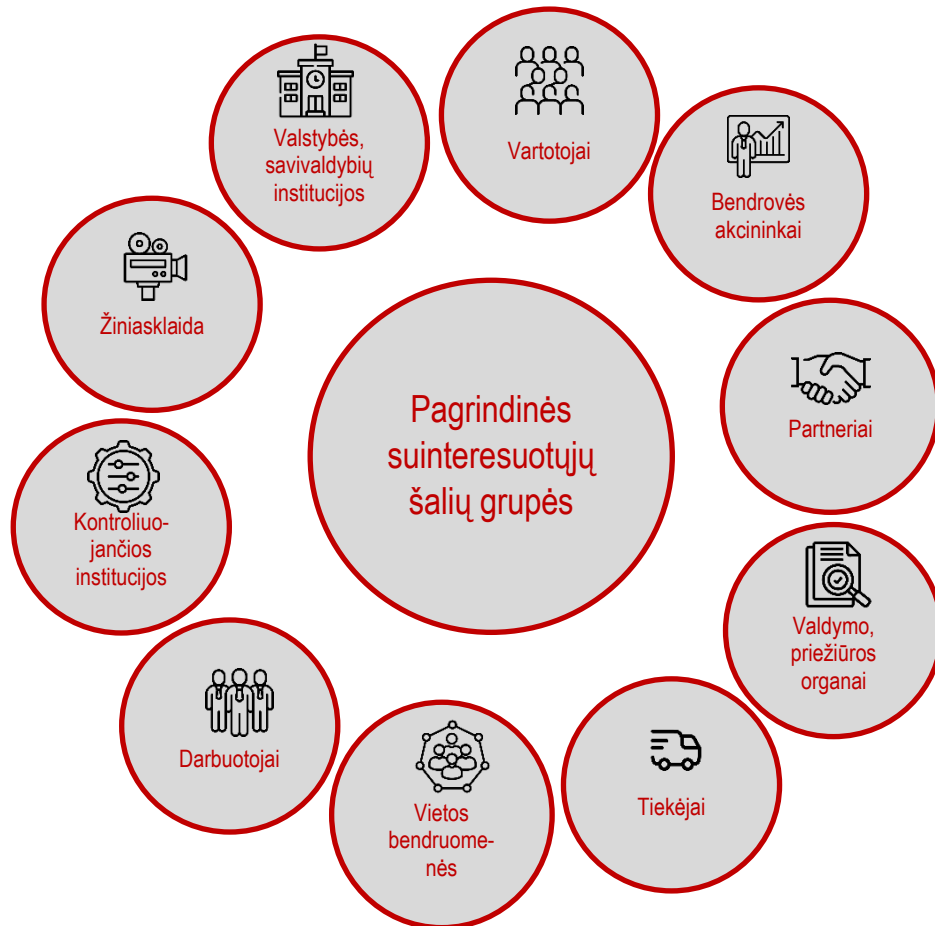 Valstybės,
savivaldybių
institucijos
Vartotojai
Bendrovės
akcininkai
Žiniasklaida
Partneriai
Pagrindinės
suinteresuotųjų
šalių grupės
Kontroliuo-
jančios
institucijos
Valdymo,
priežiūros
organai
Darbuotojai
Vietos
bendruome-
nės
Tiekėjai